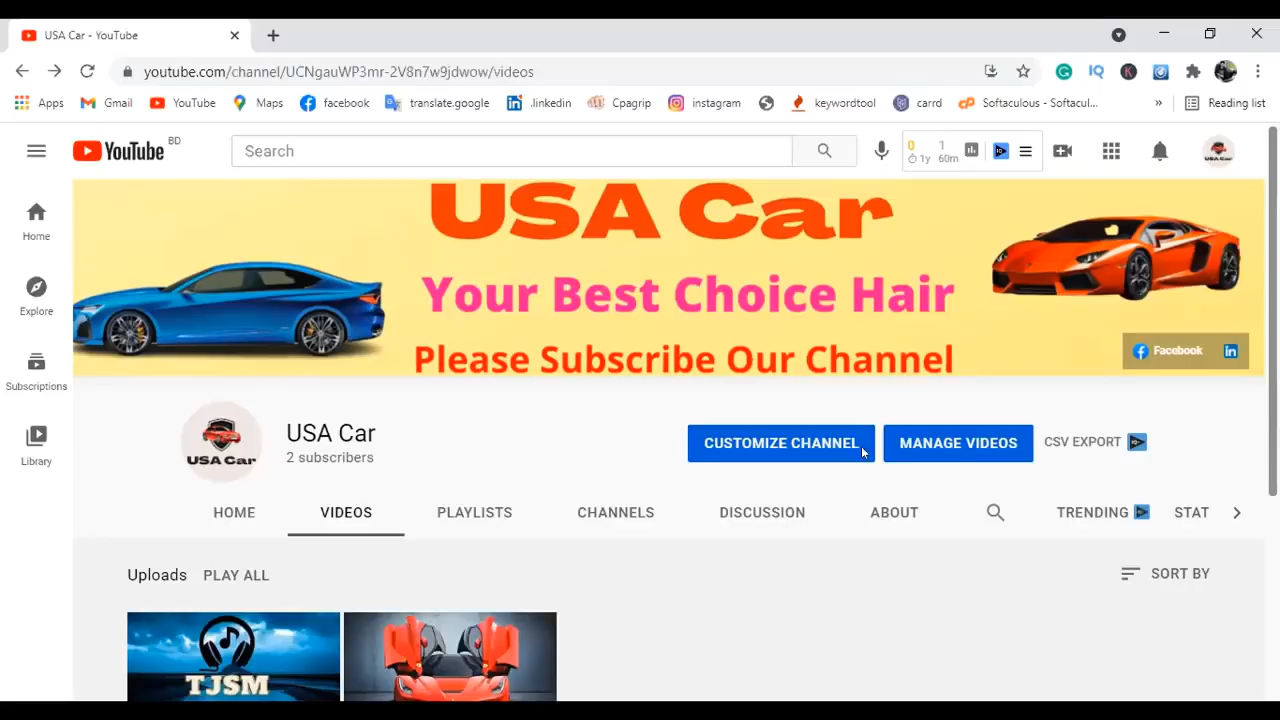 USA Car - YouTube
youtube.com/channel/UCNgauWP3mr-2V8n7w9jdwow/videos
Apps Gmail YouTube Maps facebook translate.google .linkedin Cpagrip instagram keywordtool carrd Softaculous - Softacul... » Reading list
YouTube BD
Search
0 1
1y 60m
Home
Explore
Subscriptions
Library
USA Car
Your Best Choice Hair
Please Subscribe Our Channel
Facebook
USA Car
USA Car
2 subscribers
CUSTOMIZE CHANNEL MANAGE VIDEOS CSV EXPORT
HOME VIDEOS PLAYLISTS CHANNELS DISCUSSION ABOUT TRENDING STAT
Uploads PLAY ALL SORT BY
TJSM